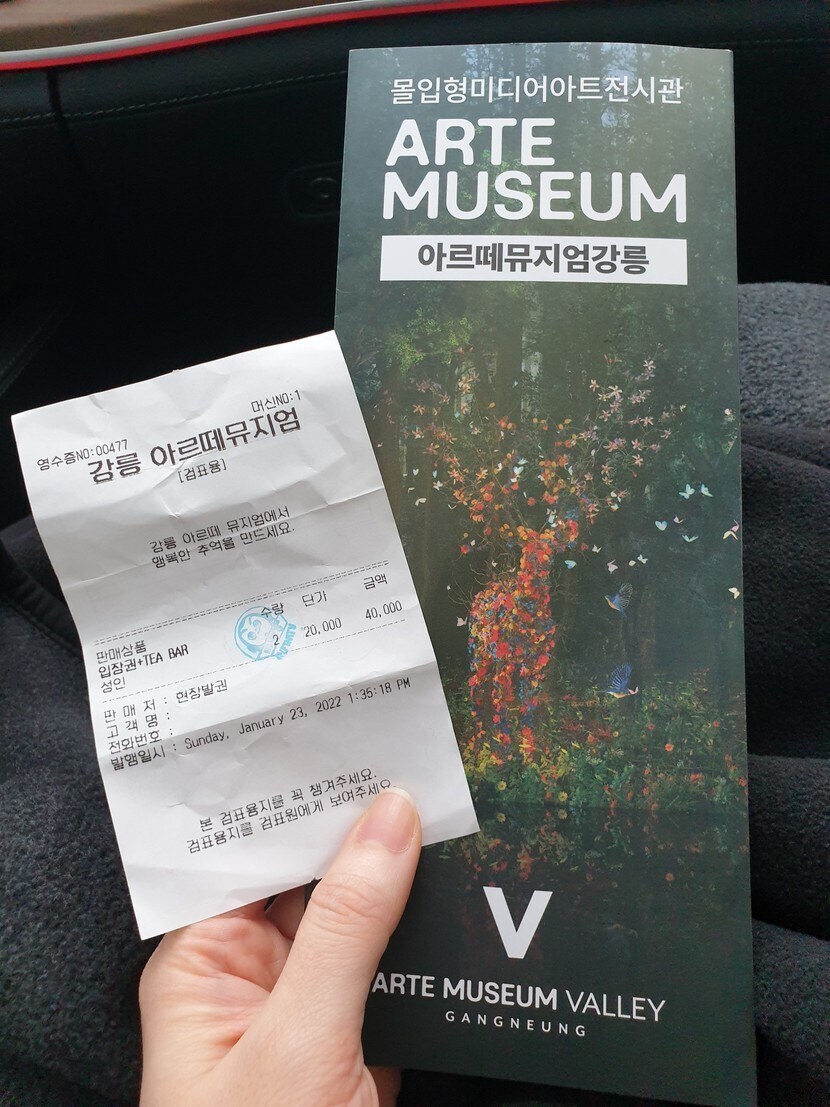 몰입형미디어아트전시관
ARTE
MUSEUM
아르떼뮤지엄강릉
V
ARTE MUSEUM VALLEY
GANGNEUNG
영수증NO:00477 머신NO:1
강릉 아르떼뮤지엄
[검표용]
강릉 아르떼 뮤지엄에서
행복한 추억을 만드세요.
판매상품 수량 단가 금액
입장권+TEA BAR
성인 2 20,000 40,000
판 매 처 : 현장발권
고 객 명 :
전화번호 :
발행일시 : Sunday, January 23, 2022 1:35:18 PM
본 검표용지를 꼭 챙겨주세요.
검표용지를 검표원에게 보여주세요